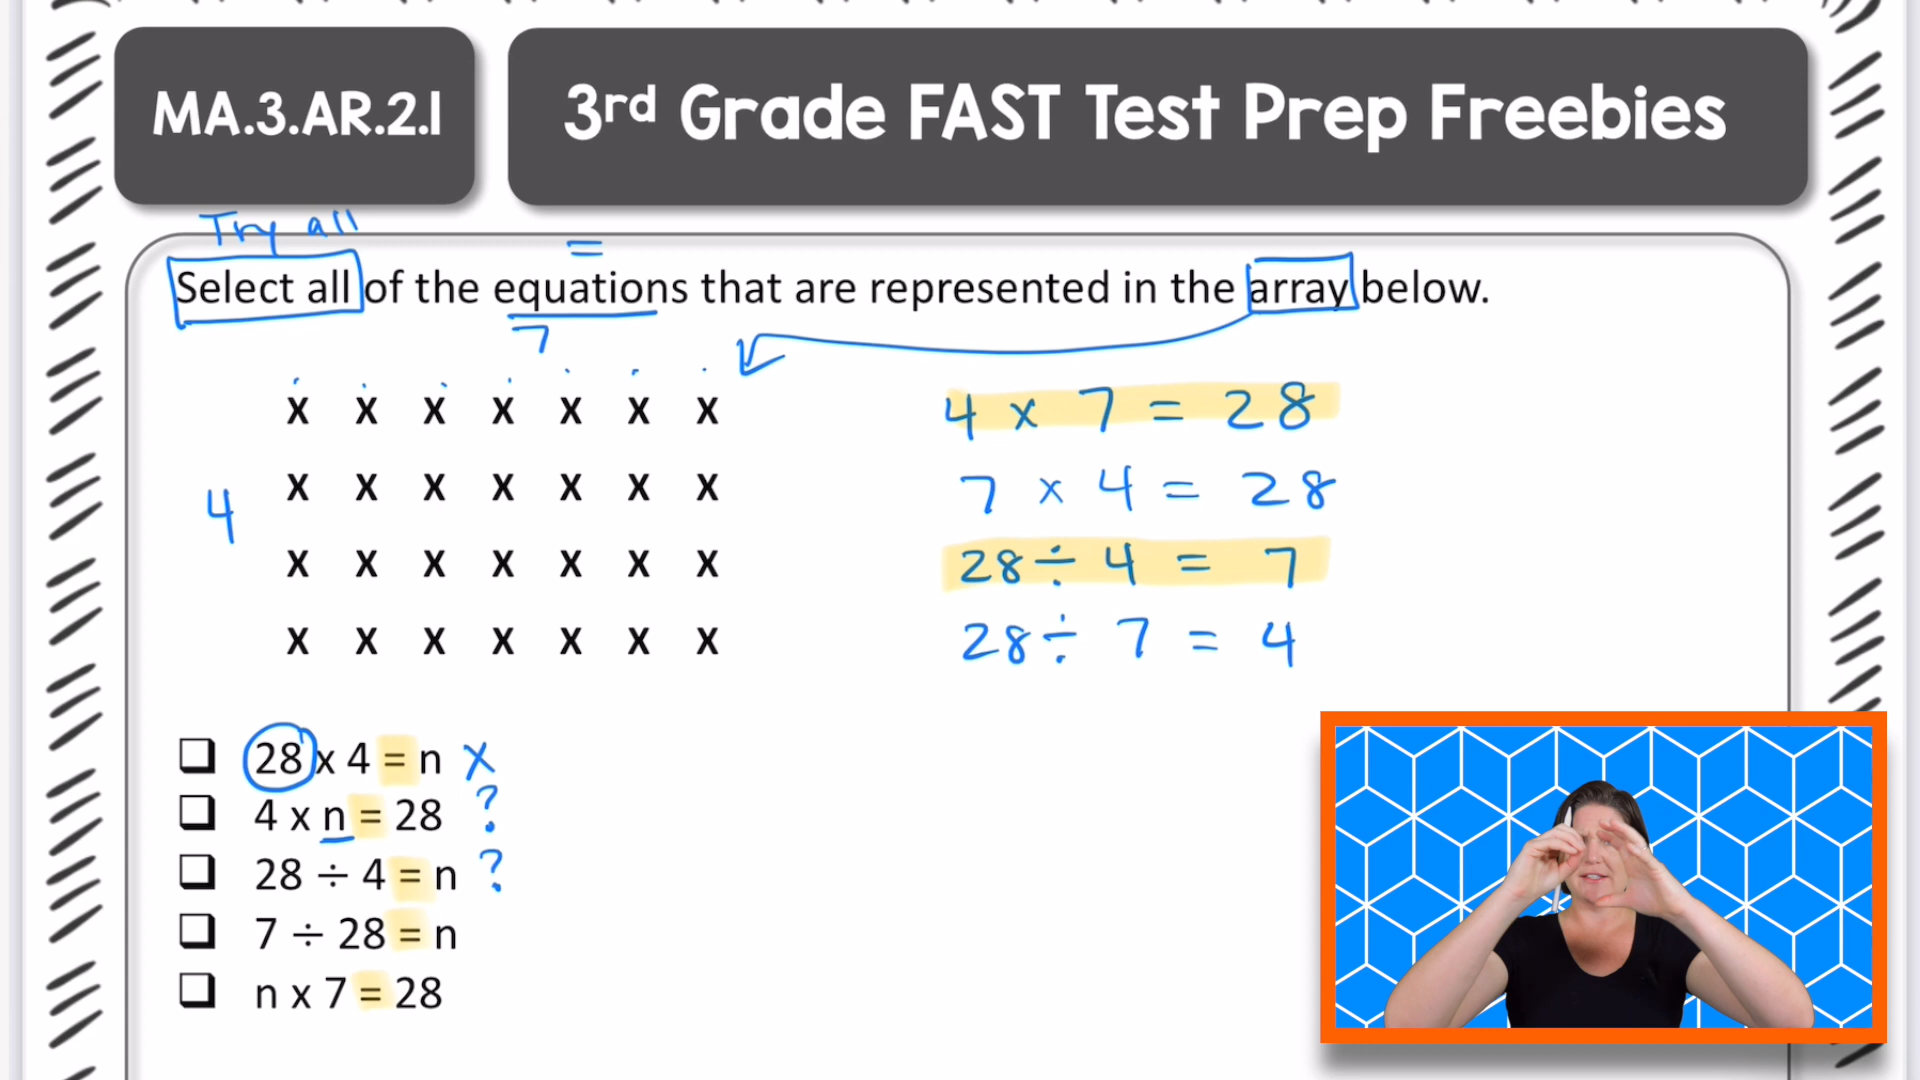 MA.3.AR.2.1
3rd Grade FAST Test Prep Freebies
Try all
=
Select all of the equations that are represented in the array below.
7
x x x x x x x
4 x 7 = 28
x x x x x x x
7 x 4 = 28
4
x x x x x x x
28 ÷ 4 = 7
x x x x x x x
28 ÷ 7 = 4
28 x 4 = n X
4 x n = 28 ?
28 ÷ 4 = n ?
7 ÷ 28 = n
n x 7 = 28